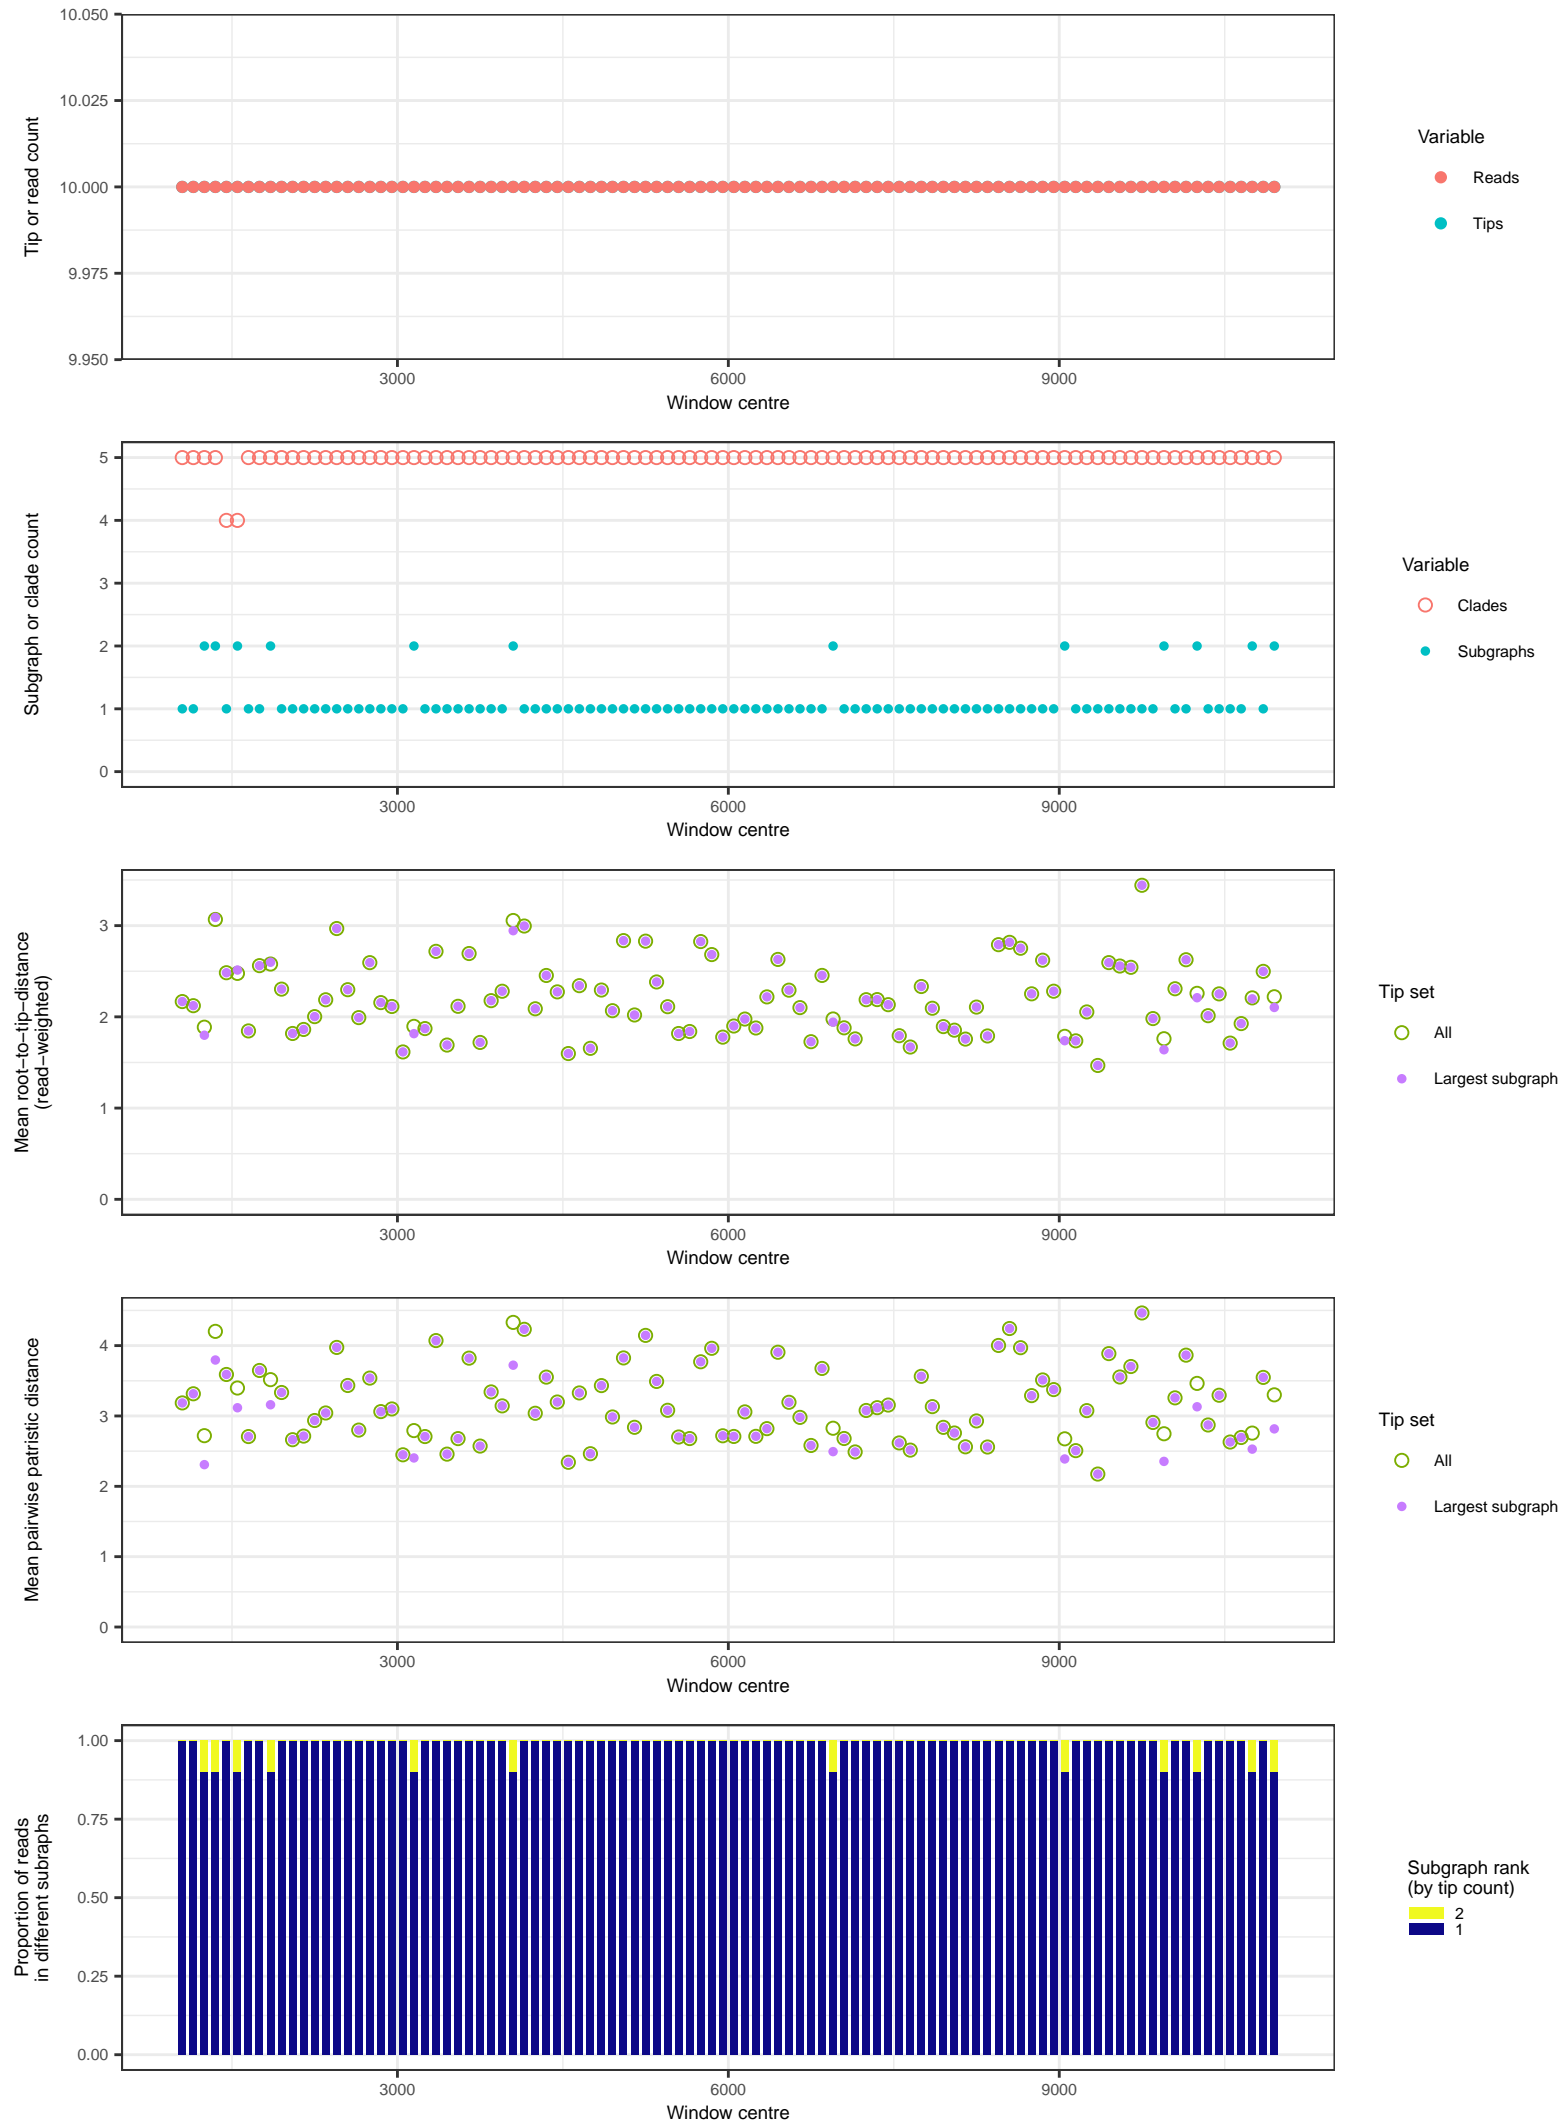 10.050
10.025
10.000
9.975
9.950
Tip or read count
3000 6000 9000
Window centre
Variable
Reads
Tips
5
4
3
2
1
0
Subgraph or clade count
3000 6000 9000
Window centre
Variable
Clades
Subgraphs
3
2
1
0
Mean root−to−tip−distance
(read−weighted)
3000 6000 9000
Window centre
Tip set
All
Largest subgraph
4
3
2
1
0
Mean pairwise patristic distance
3000 6000 9000
Window centre
Tip set
All
Largest subgraph
1.00
0.75
0.50
0.25
0.00
Proportion of reads
in different subraphs
3000 6000 9000
Window centre
Subgraph rank
(by tip count)
2
1